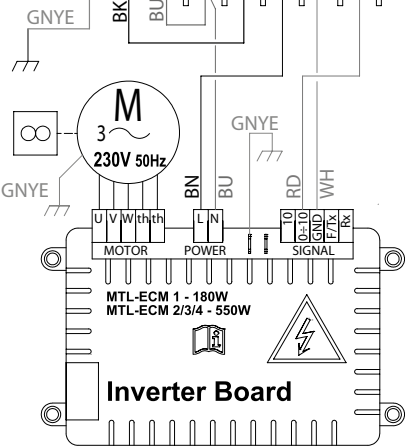 GNYE
BK
BU
M
3
230V 50Hz
GNYE
GNYE
BN
BU
RD
WH
U V W th th
L N
10
0÷10
GND
F/Tx
Rx
MOTOR
POWER
SIGNAL
MTL-ECM 1 - 180W
MTL-ECM 2/3/4 - 550W
i
Inverter Board